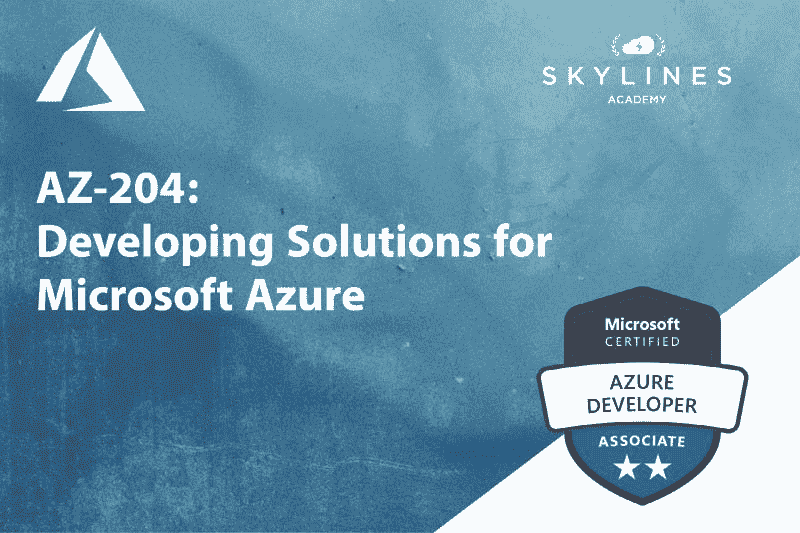 SKYLINES
ACADEMY
AZ-204:
Developing Solutions for
Microsoft Azure
Microsoft
CERTIFIED
AZURE
DEVELOPER
ASSOCIATE